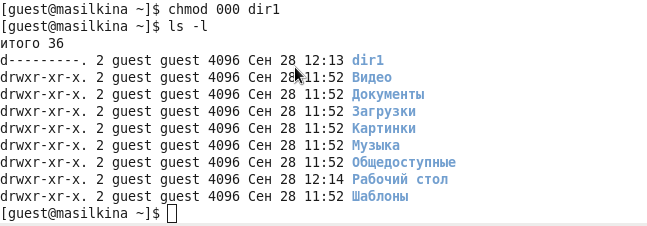 [guest@masilkina ~]$ chmod 000 dir1
[guest@masilkina ~]$ ls -l
итого 36
d---------. 2 guest guest 4096 Сен 28 12:13 dir1
drwxr-xr-x. 2 guest guest 4096 Сен 28 11:52 Видео
drwxr-xr-x. 2 guest guest 4096 Сен 28 11:52 Документы
drwxr-xr-x. 2 guest guest 4096 Сен 28 11:52 Загрузки
drwxr-xr-x. 2 guest guest 4096 Сен 28 11:52 Картинки
drwxr-xr-x. 2 guest guest 4096 Сен 28 11:52 Музыка
drwxr-xr-x. 2 guest guest 4096 Сен 28 11:52 Общедоступные
drwxr-xr-x. 2 guest guest 4096 Сен 28 12:14 Рабочий стол
drwxr-xr-x. 2 guest guest 4096 Сен 28 11:52 Шаблоны
[guest@masilkina ~]$